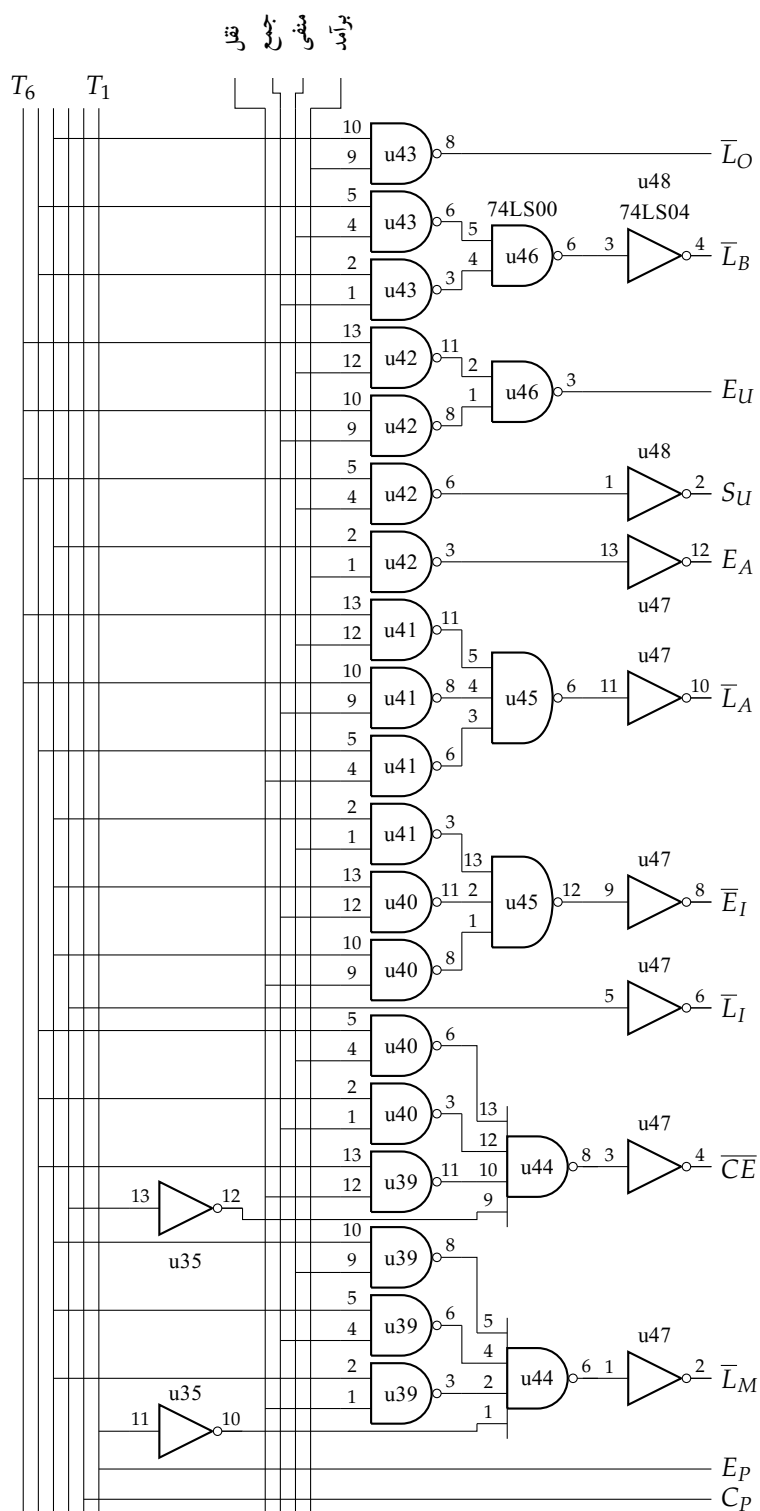 نقل جمع منفی برآمد
T6 T1
10 8
u43 L̅O
9
u48
5 6 74LS00 74LS04
u43
4 5 6 3 4
u46 L̅B
2 3 4
u43
1
13 11
u42
12 2 3
u46 EU
10 8 1
u42
9
u48
5 6 1 2
u42 SU
4
2 3 13 12
u42 EA
1
u47
13 11
u41
12 u47
10 8 5 4 3 6 11 10
u41 u45 L̅A
9
5 6
u41
4
2 3
u41
1 u47
13 11 13 2 1 12 9 8
u40 u45 E̅I
12
10 8
u40
9 u47
5 6
L̅I
5 6
u40
4
2 3 13
u40 u47
1 12 8 3 4
u44 C̅E̅
13 11 10
u39
12 9
13 12
u35
10 8
u39
9
5 6 5 u47
u39
4 4 6 1 2
u44 L̅M
2 3 2
u39
u35 1 1
11 10
EP
CP